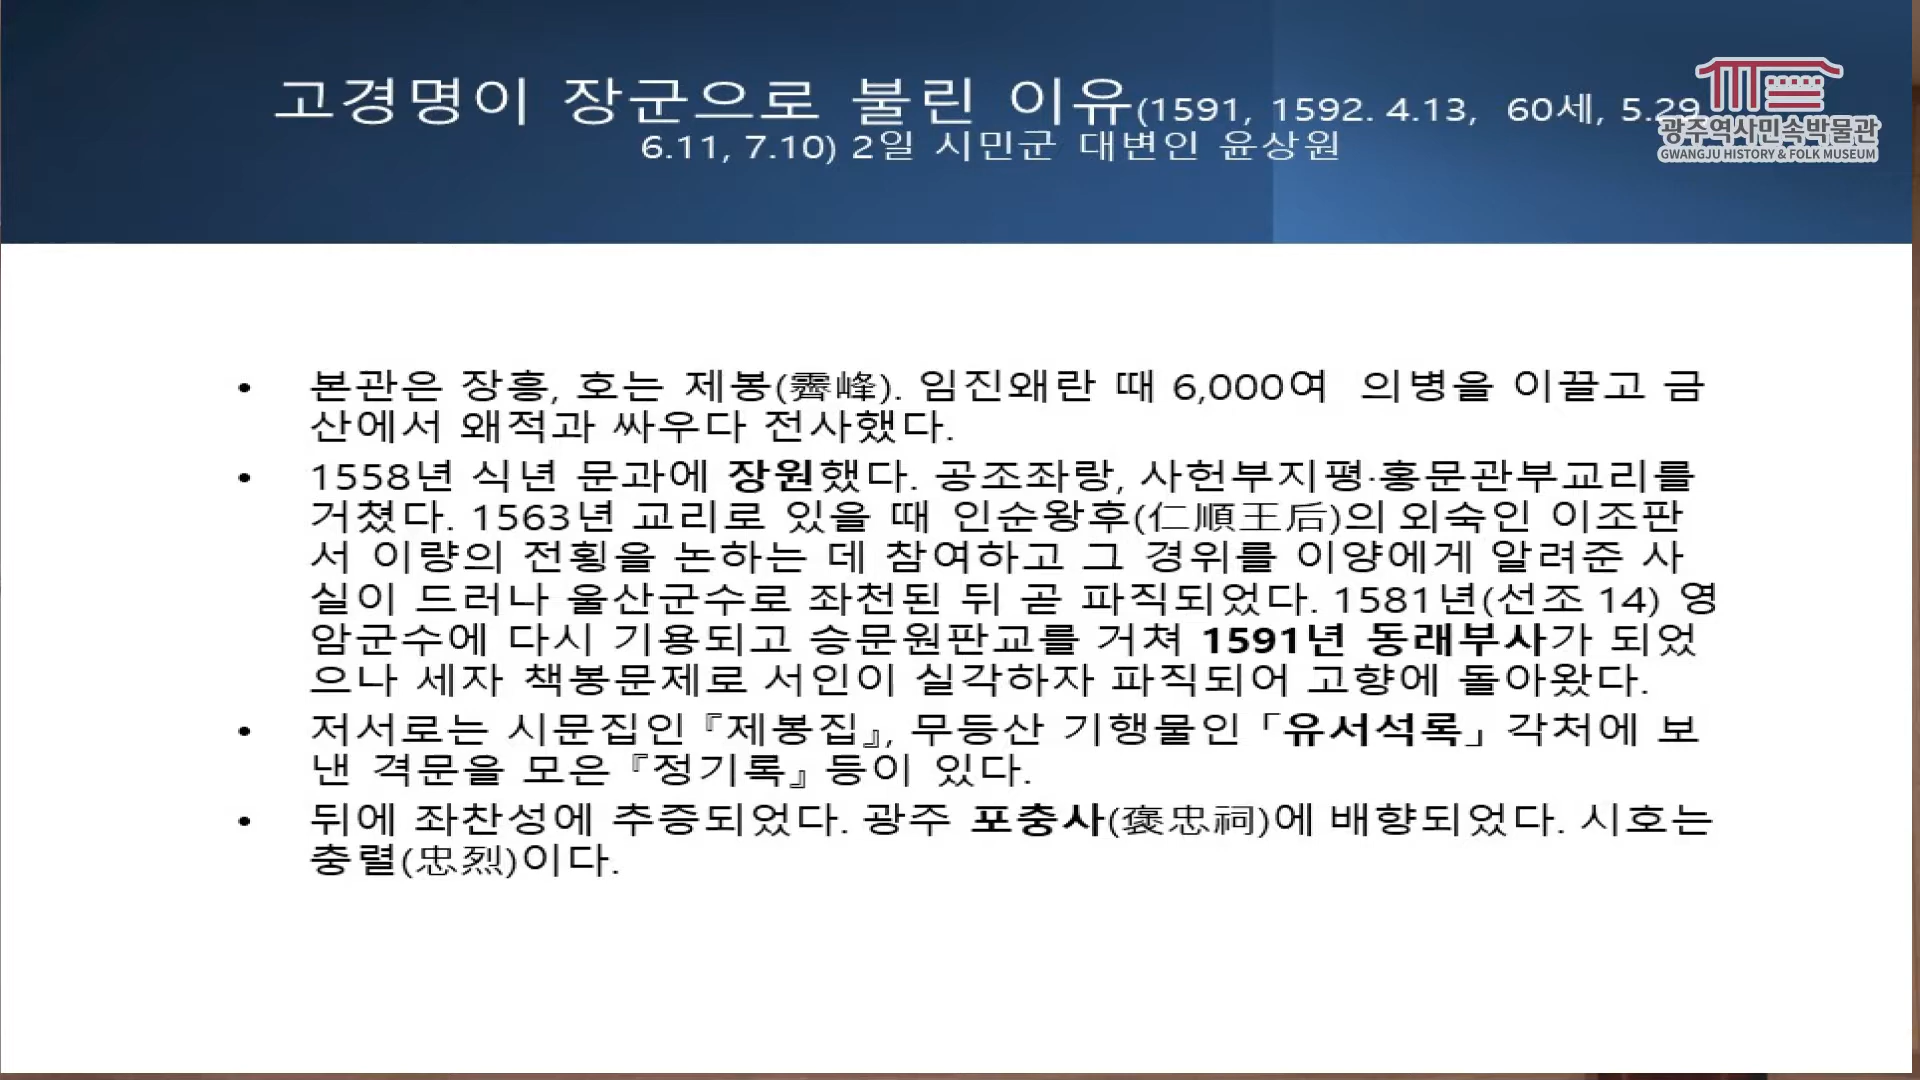 고경명이 장군으로 불린 이유(1591, 1592. 4.13, 60세, 5.29
6.11, 7.10) 2일 시민군 대변인 윤상원
광주역사민속박물관
GWANGJU HISTORY & FOLK MUSEUM
• 본관은 장흥, 호는 제봉(霽峰). 임진왜란 때 6,000여 의병을 이끌고 금
산에서 왜적과 싸우다 전사했다.
• 1558년 식년 문과에 장원했다. 공조좌랑, 사헌부지평·홍문관부교리를
거쳤다. 1563년 교리로 있을 때 인순왕후(仁順王后)의 외숙인 이조판
서 이량의 전횡을 논하는 데 참여하고 그 경위를 이양에게 알려준 사
실이 드러나 울산군수로 좌천된 뒤 곧 파직되었다. 1581년(선조 14) 영
암군수에 다시 기용되고 승문원판교를 거쳐 1591년 동래부사가 되었
으나 세자 책봉문제로 서인이 실각하자 파직되어 고향에 돌아왔다.
• 저서로는 시문집인 『제봉집』, 무등산 기행물인 「유서석록」 각처에 보
낸 격문을 모은 『정기록』 등이 있다.
• 뒤에 좌찬성에 추증되었다. 광주 포충사(褒忠祠)에 배향되었다. 시호는
충렬(忠烈)이다.